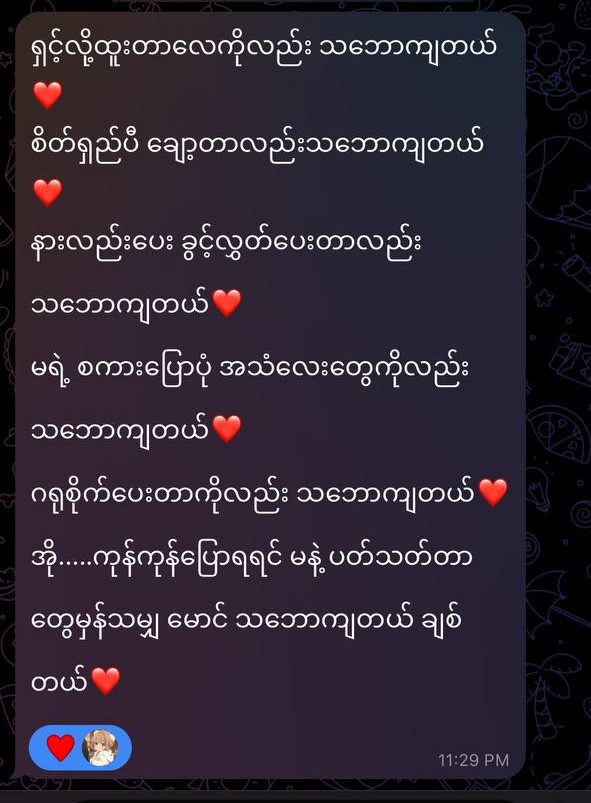 ရှင့်လို့ထူးတာလေကိုလည်း သဘောကျတယ်
❤️
စိတ်ရှည်ပီ ချော့တာလည်းသဘောကျတယ်
❤️
နားလည်းပေး ခွင့်လွှတ်ပေးတာလည်း
သဘောကျတယ်❤️
မရဲ့ စကားပြောပုံ အသံလေးတွေကိုလည်း
သဘောကျတယ်❤️
ဂရုစိုက်ပေးတာကိုလည်း သဘောကျတယ်❤️
အို.....ကုန်ကုန်ပြောရရင် မနဲ့ ပတ်သတ်တာ
တွေမှန်သမျှ မောင် သဘောကျတယ် ချစ်
တယ်❤️
11:29 PM